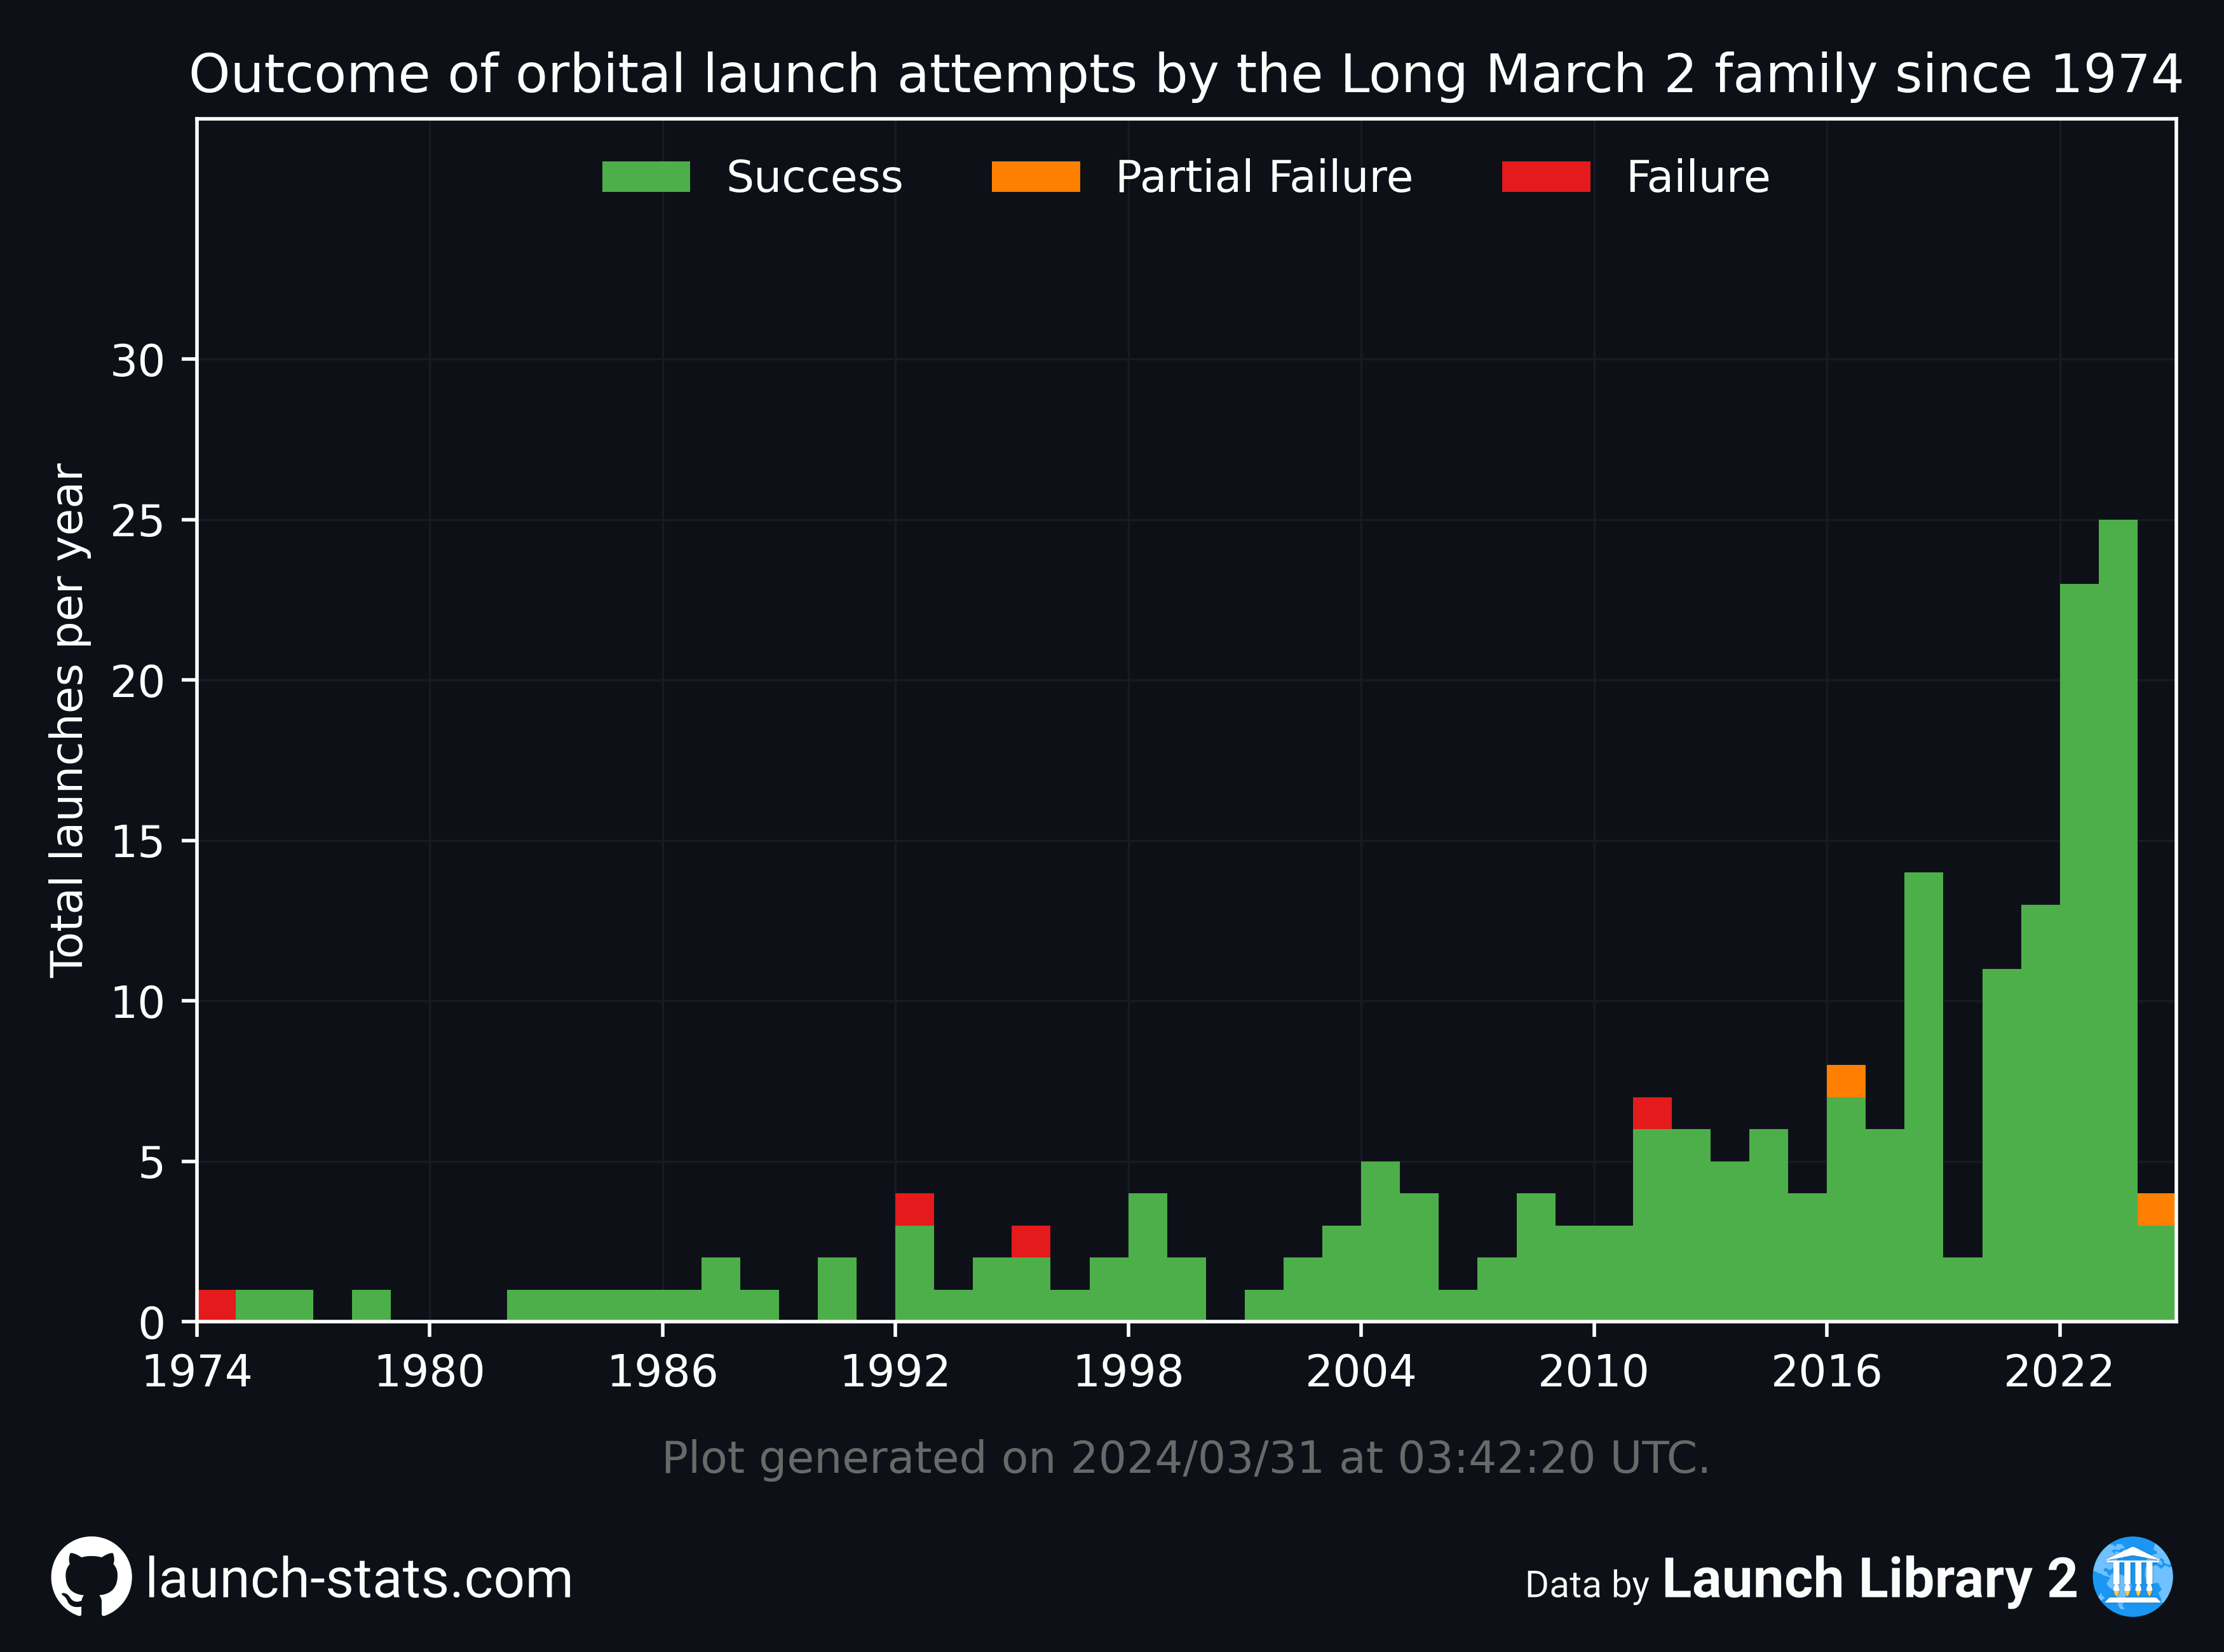 Outcome of orbital launch attempts by the Long March 2 family since 1974
Success Partial Failure Failure
Total launches per year
30
25
20
15
10
5
0
1974 1980 1986 1992 1998 2004 2010 2016 2022
Plot generated on 2024/03/31 at 03:42:20 UTC.
launch-stats.com
Data by Launch Library 2